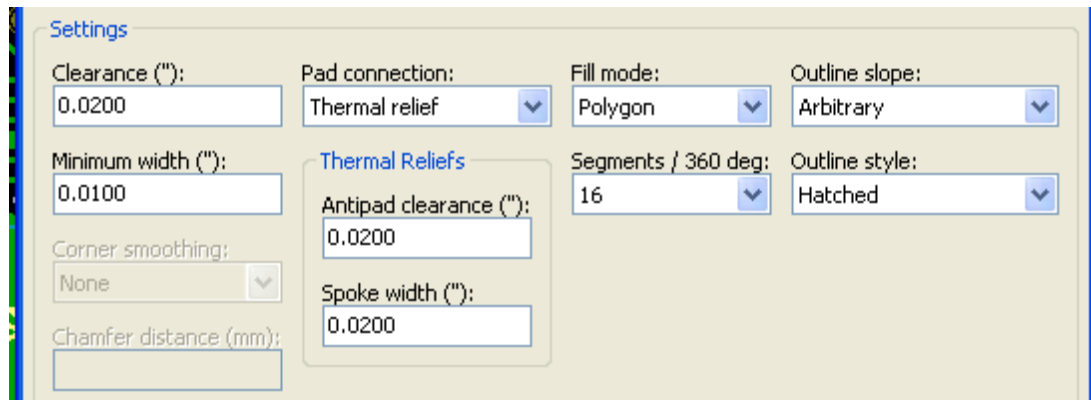 Settings
Clearance ("): Pad connection: Fill mode: Outline slope:
0.0200 Thermal relief Polygon Arbitrary
Minimum width ("): Thermal Reliefs Segments / 360 deg: Outline style:
0.0100 Antipad clearance ("): 16 Hatched
0.0200
Corner smoothing:
None Spoke width ("):
0.0200
Chamfer distance (mm):